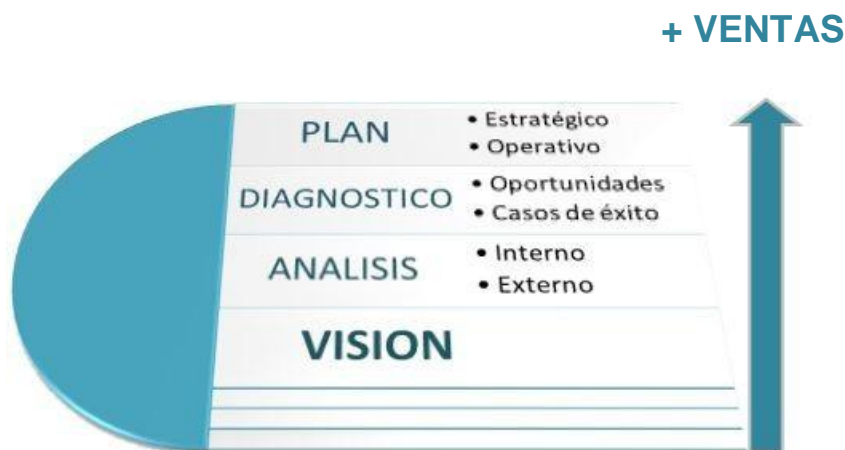 + VENTAS
PLAN
• Estratégico
• Operativo
DIAGNOSTICO
• Oportunidades
• Casos de éxito
ANALISIS
• Interno
• Externo
VISION